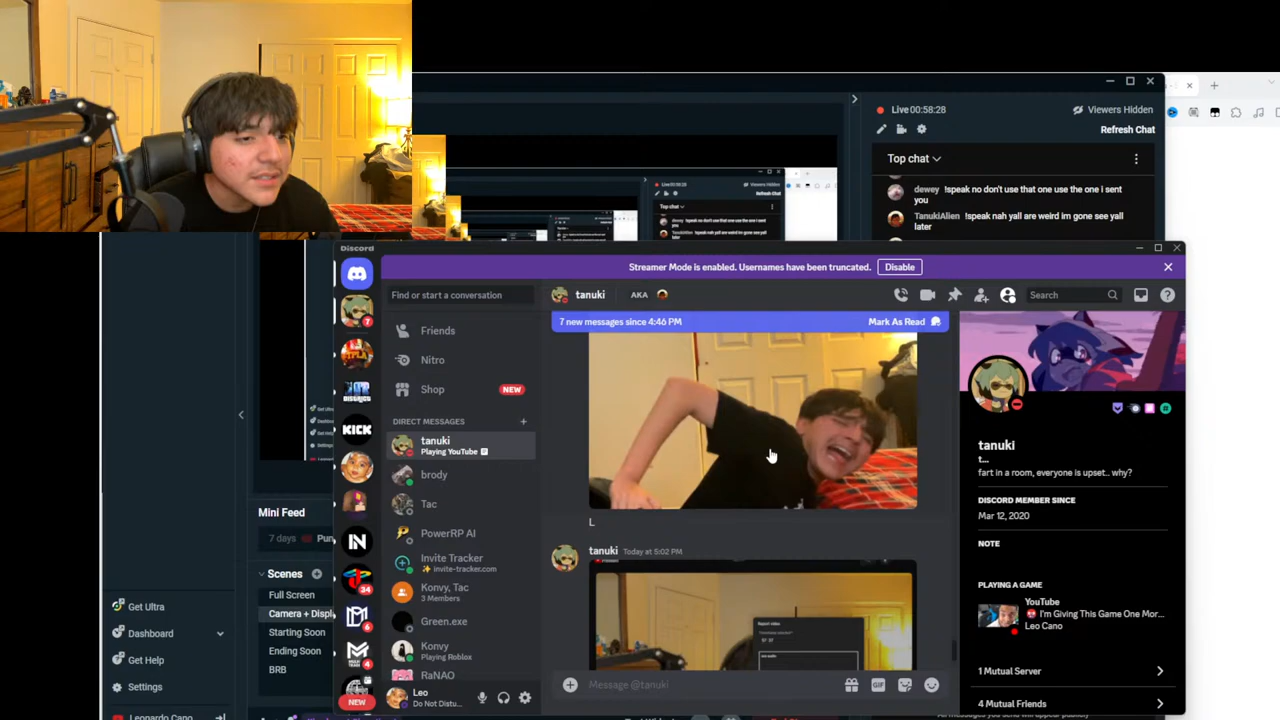 Live 00:58:28
Viewers Hidden
Refresh Chat
Top chat
dewey !speak no don't use that one use the one i sent
you
TanukiAlien !speak nah yall are weird im gone see yall
later
Discord
Streamer Mode is enabled. Usernames have been truncated.
Disable
Find or start a conversation
Friends
Nitro
Shop
NEW
DIRECT MESSAGES
tanuki
Playing YouTube
brody
Tac
PowerRP AI
Invite Tracker
invite-tracker.com
Konvy, Tac
3 Members
Green.exe
Konvy
Playing Roblox
RaNAO
Leo
Do Not Distu...
NEW
tanuki
AKA
Search
7 new messages since 4:46 PM
Mark As Read
L
tanuki Today at 5:02 PM
Message @tanuki
GIF
tanuki
t...
fart in a room, everyone is upset.. why?
DISCORD MEMBER SINCE
Mar 12, 2020
NOTE
PLAYING A GAME
YouTube
I'm Giving This Game One Mor...
Leo Cano
1 Mutual Server
4 Mutual Friends
Mini Feed
7 days
Scenes
Full Screen
Camera + Displ
Starting Soon
Ending Soon
BRB
Get Ultra
Dashboard
Get Help
Settings
Leonardo Cano
KICK